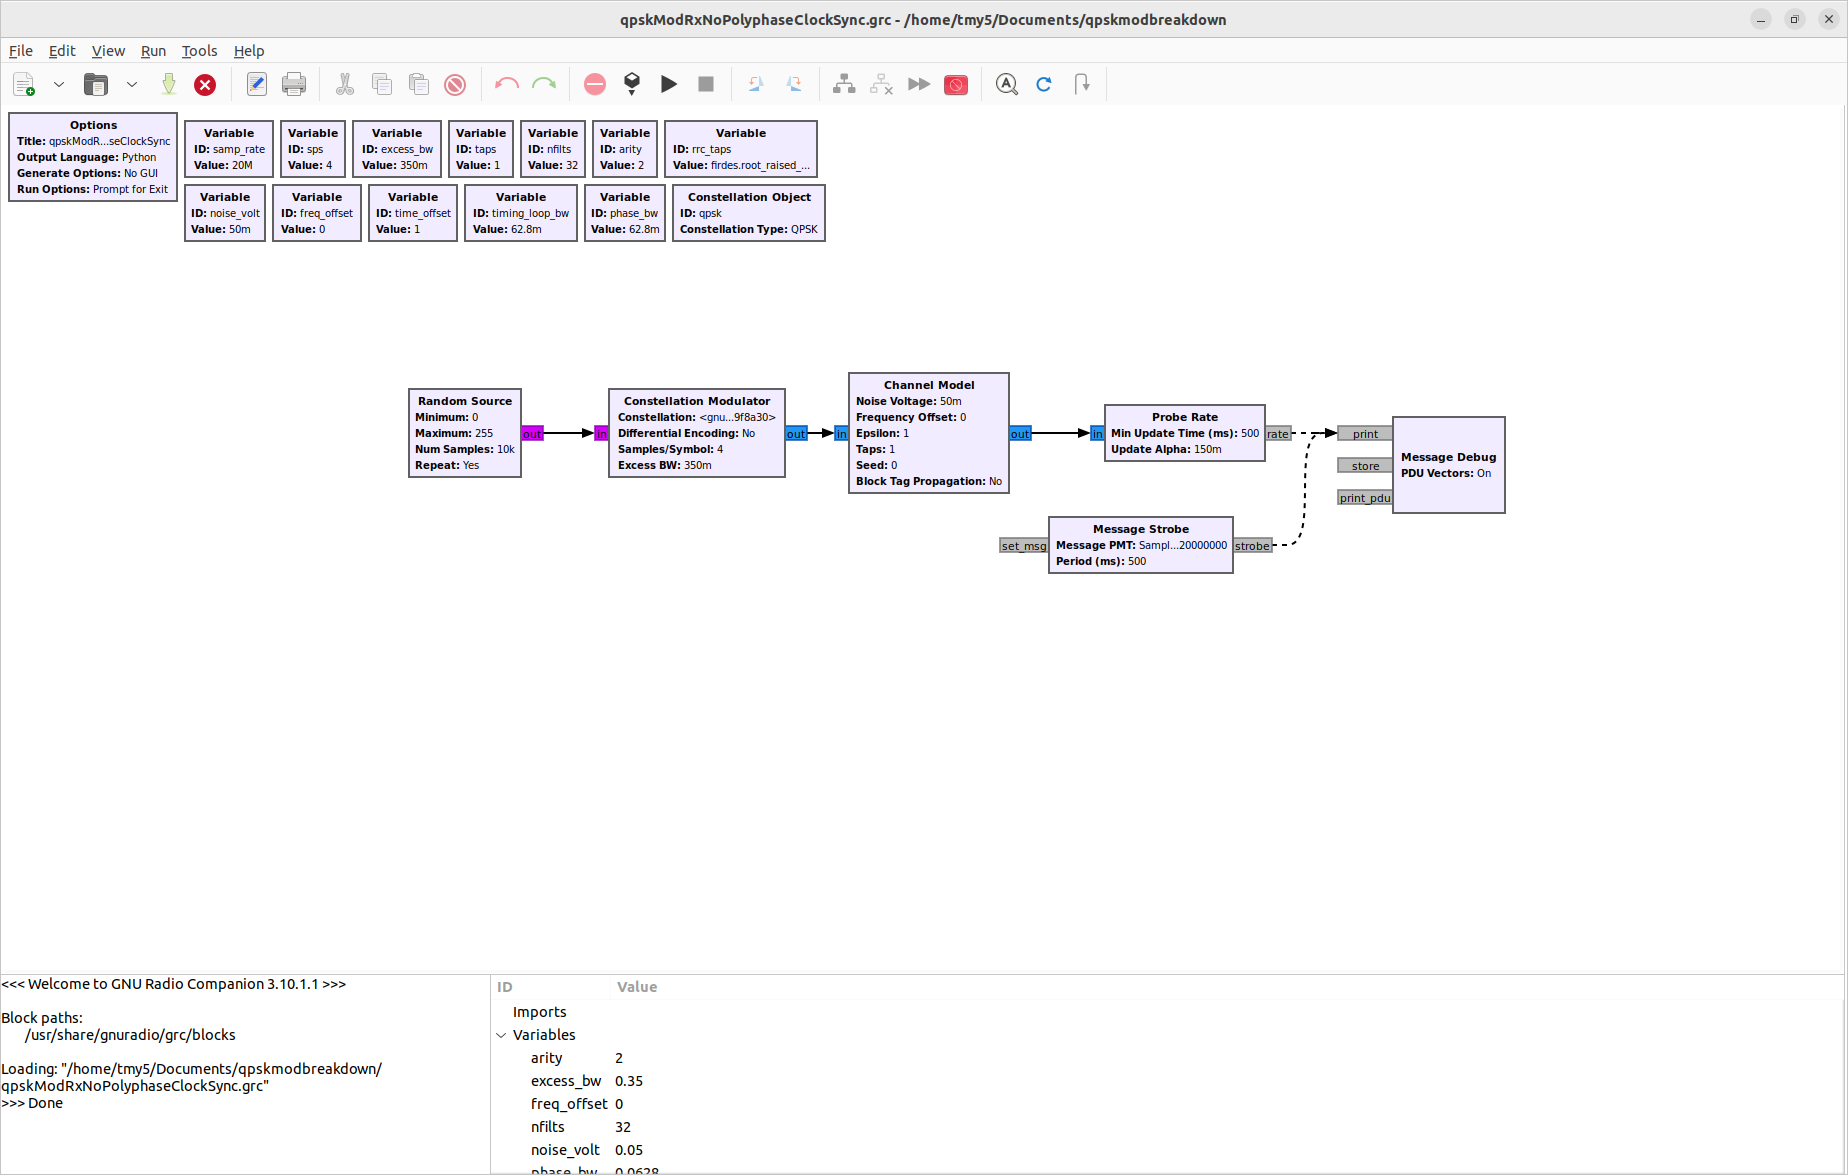 qpskModRxNoPolyphaseClockSync.grc - /home/tmy5/Documents/qpskmodbreakdown
File Edit View Run Tools Help
Options
Title: qpskModR...seClockSync
Output Language: Python
Generate Options: No GUI
Run Options: Prompt for Exit
Variable
ID: samp_rate
Value: 20M
Variable
ID: sps
Value: 4
Variable
ID: excess_bw
Value: 350m
Variable
ID: taps
Value: 1
Variable
ID: nfilts
Value: 32
Variable
ID: arity
Value: 2
Variable
ID: rrc_taps
Value: firdes.root_raised_...
Variable
ID: noise_volt
Value: 50m
Variable
ID: freq_offset
Value: 0
Variable
ID: time_offset
Value: 1
Variable
ID: timing_loop_bw
Value: 62.8m
Variable
ID: phase_bw
Value: 62.8m
Constellation Object
ID: qpsk
Constellation Type: QPSK
Random Source
Minimum: 0
Maximum: 255
Num Samples: 10k
Repeat: Yes
out
in
Constellation Modulator
Constellation: <gnu...9f8a30>
Differential Encoding: No
Samples/Symbol: 4
Excess BW: 350m
out
in
Channel Model
Noise Voltage: 50m
Frequency Offset: 0
Epsilon: 1
Taps: 1
Seed: 0
Block Tag Propagation: No
out
in
Probe Rate
Min Update Time (ms): 500
Update Alpha: 150m
rate
print
store
print_pdu
Message Debug
PDU Vectors: On
set_msg
Message Strobe
Message PMT: Sampl...20000000
Period (ms): 500
strobe
<<< Welcome to GNU Radio Companion 3.10.1.1 >>>
Block paths:
/usr/share/gnuradio/grc/blocks
Loading: "/home/tmy5/Documents/qpskmodbreakdown/
qpskModRxNoPolyphaseClockSync.grc"
>>> Done
ID Value
Imports
Variables
arity 2
excess_bw 0.35
freq_offset 0
nfilts 32
noise_volt 0.05
phase_bw 0.0628